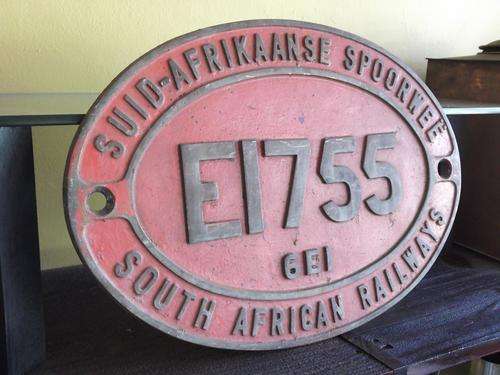 SUID-AFRIKAANSE SPOORWEË
E1755
6E1
SOUTH AFRICAN RAILWAYS